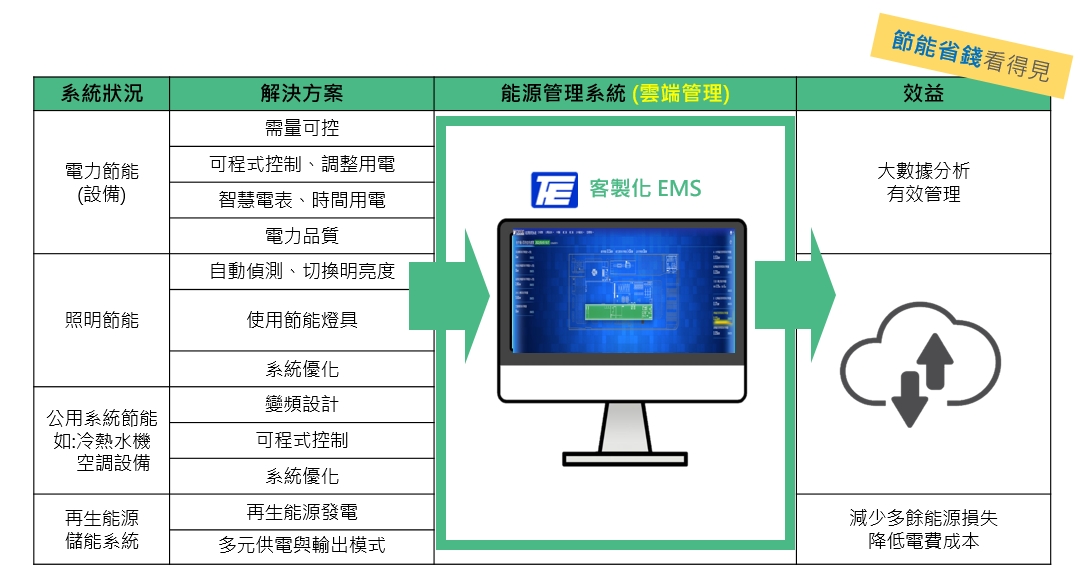 節能省錢看得見
系統狀況
解決方案
能源管理系統 (雲端管理)
效益
電力節能
(設備)
需量可控
可程式控制、調整用電
智慧電表、時間用電
電力品質
照明節能
自動偵測、切換明亮度
使用節能燈具
系統優化
公用系統節能
如:冷熱水機
空調設備
變頻設計
可程式控制
系統優化
再生能源
儲能系統
再生能源發電
多元供電與輸出模式
客製化 EMS
大數據分析
有效管理
減少多餘能源損失
降低電費成本